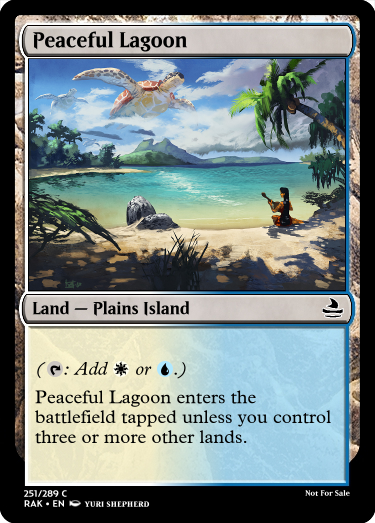 Peaceful Lagoon
Land — Plains Island
(: Add or .)
Peaceful Lagoon enters the
battlefield tapped unless you control
three or more other lands.
251/289 C
Not For Sale
RAK • EN YURI SHEPHERD